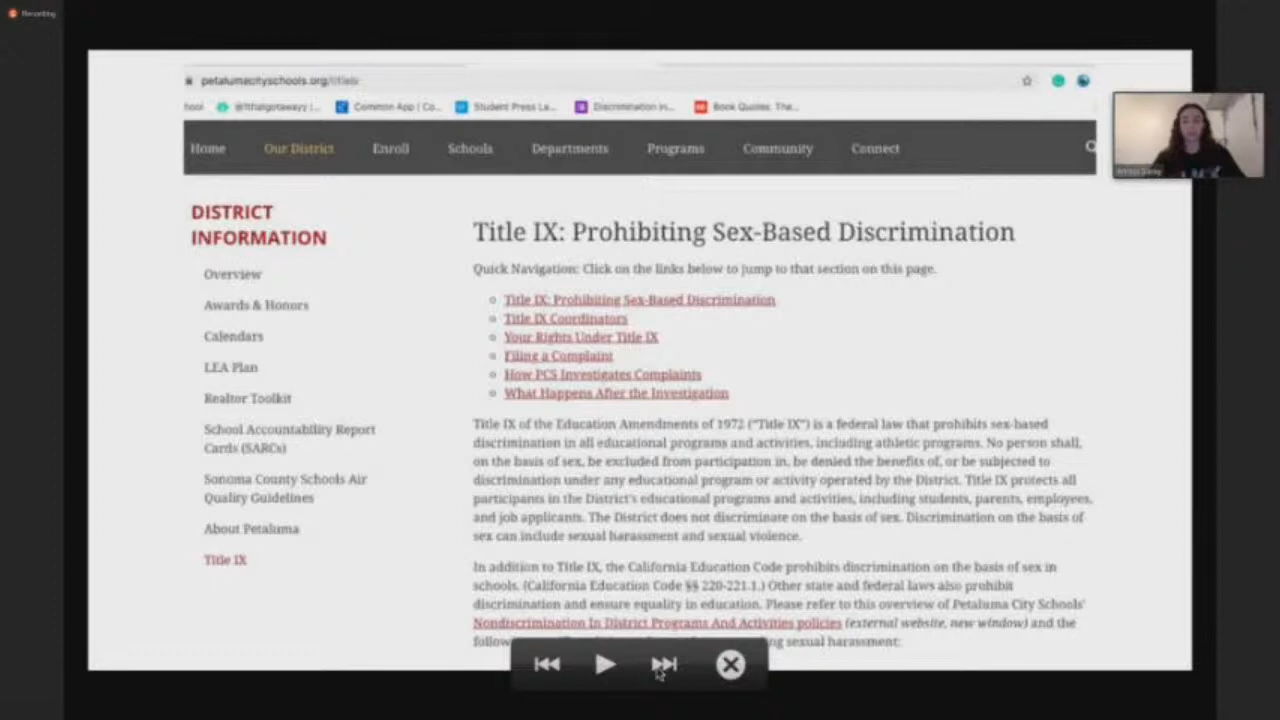 Recording
petalumacityschools.org/titleix
hool
@1thatgotawayy |...
Common App | Co...
Student Press La...
Discrimination In...
Book Quotes: The...
Home
Our District
Enroll
Schools
Departments
Programs
Community
Connect
DISTRICT
INFORMATION
Overview
Awards & Honors
Calendars
LEA Plan
Realtor Toolkit
School Accountability Report
Cards (SARCs)
Sonoma County Schools Air
Quality Guidelines
About Petaluma
Title IX
Title IX: Prohibiting Sex-Based Discrimination
Quick Navigation: Click on the links below to jump to that section on this page.
Title IX: Prohibiting Sex-Based Discrimination
Title IX Coordinators
Your Rights Under Title IX
Filing a Complaint
How PCS Investigates Complaints
What Happens After the Investigation
Title IX of the Education Amendments of 1972 ("Title IX") is a federal law that prohibits sex-based
discrimination in all educational programs and activities, including athletic programs. No person shall,
on the basis of sex, be excluded from participation in, be denied the benefits of, or be subjected to
discrimination under any educational program or activity operated by the District. Title IX protects all
participants in the District's educational programs and activities, including students, parents, employees,
and job applicants. The District does not discriminate on the basis of sex. Discrimination on the basis of
sex can include sexual harassment and sexual violence.
In addition to Title IX, the California Education Code prohibits discrimination on the basis of sex in
schools. (California Education Code §§ 220-221.1.) Other state and federal laws also prohibit
discrimination and ensure equality in education. Please refer to this overview of Petaluma City Schools'
Nondiscrimination In District Programs And Activities policies (external website, new window) and the
ng sexual harassment: